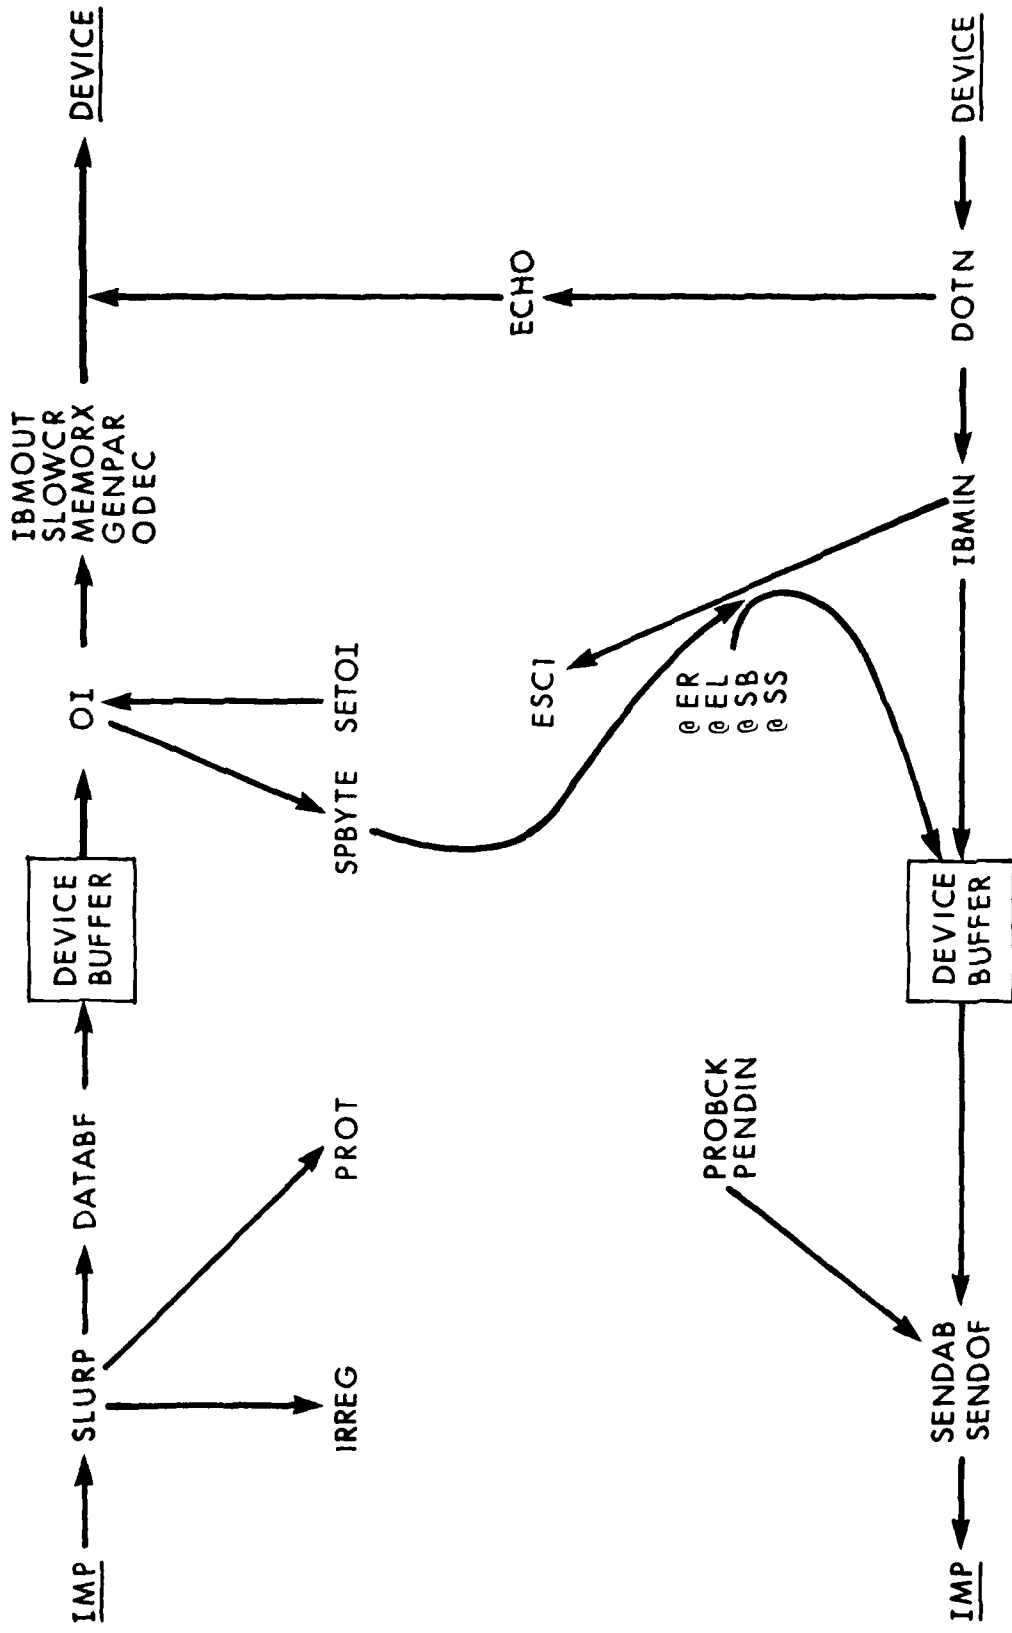 IMP
SLURP
DATABF
DEVICE
BUFFER
OI
IBMOUT
SLOWCR
MEMORX
GENPAR
ODEC
DEVICE
IRREG
PROT
SPBYTE
SETOI
ECHO
ESC1
@ ER
@ EL
@ SB
@ SS
PROBCK
PENDIN
IMP
SENDAB
SENDOF
DEVICE
BUFFER
IBMIN
DOTN
DEVICE